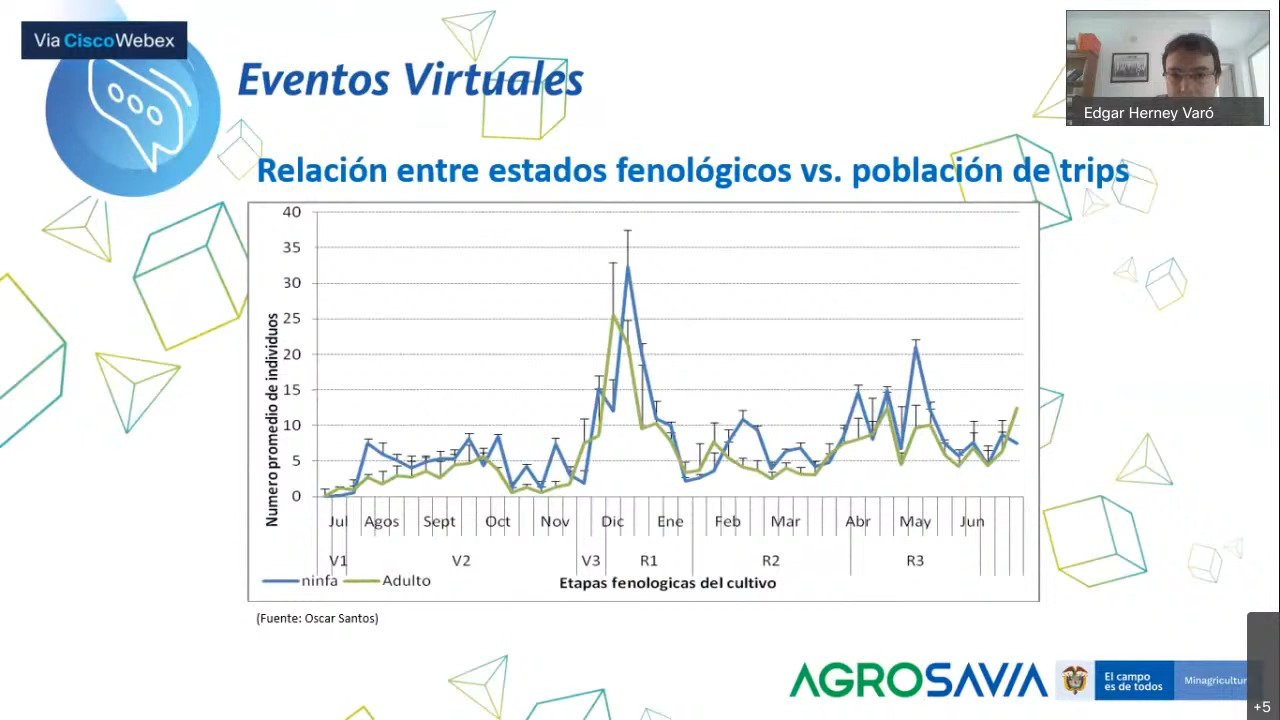 Via Cisco Webex
Eventos Virtuales
Edgar Herney Varó
Relación entre estados fenológicos vs. población de trips
40
35
30
25
20
15
10
5
0
Numero promedio de individuos
Jul Agos Sept Oct Nov Dic Ene Feb Mar Abr May Jun
V1 V2 V3 R1 R2 R3
ninfa Adulto
Etapas fenologicas del cultivo
(Fuente: Oscar Santos)
AGROSAVIA
El campo
es de todos
Minagricultur
+5